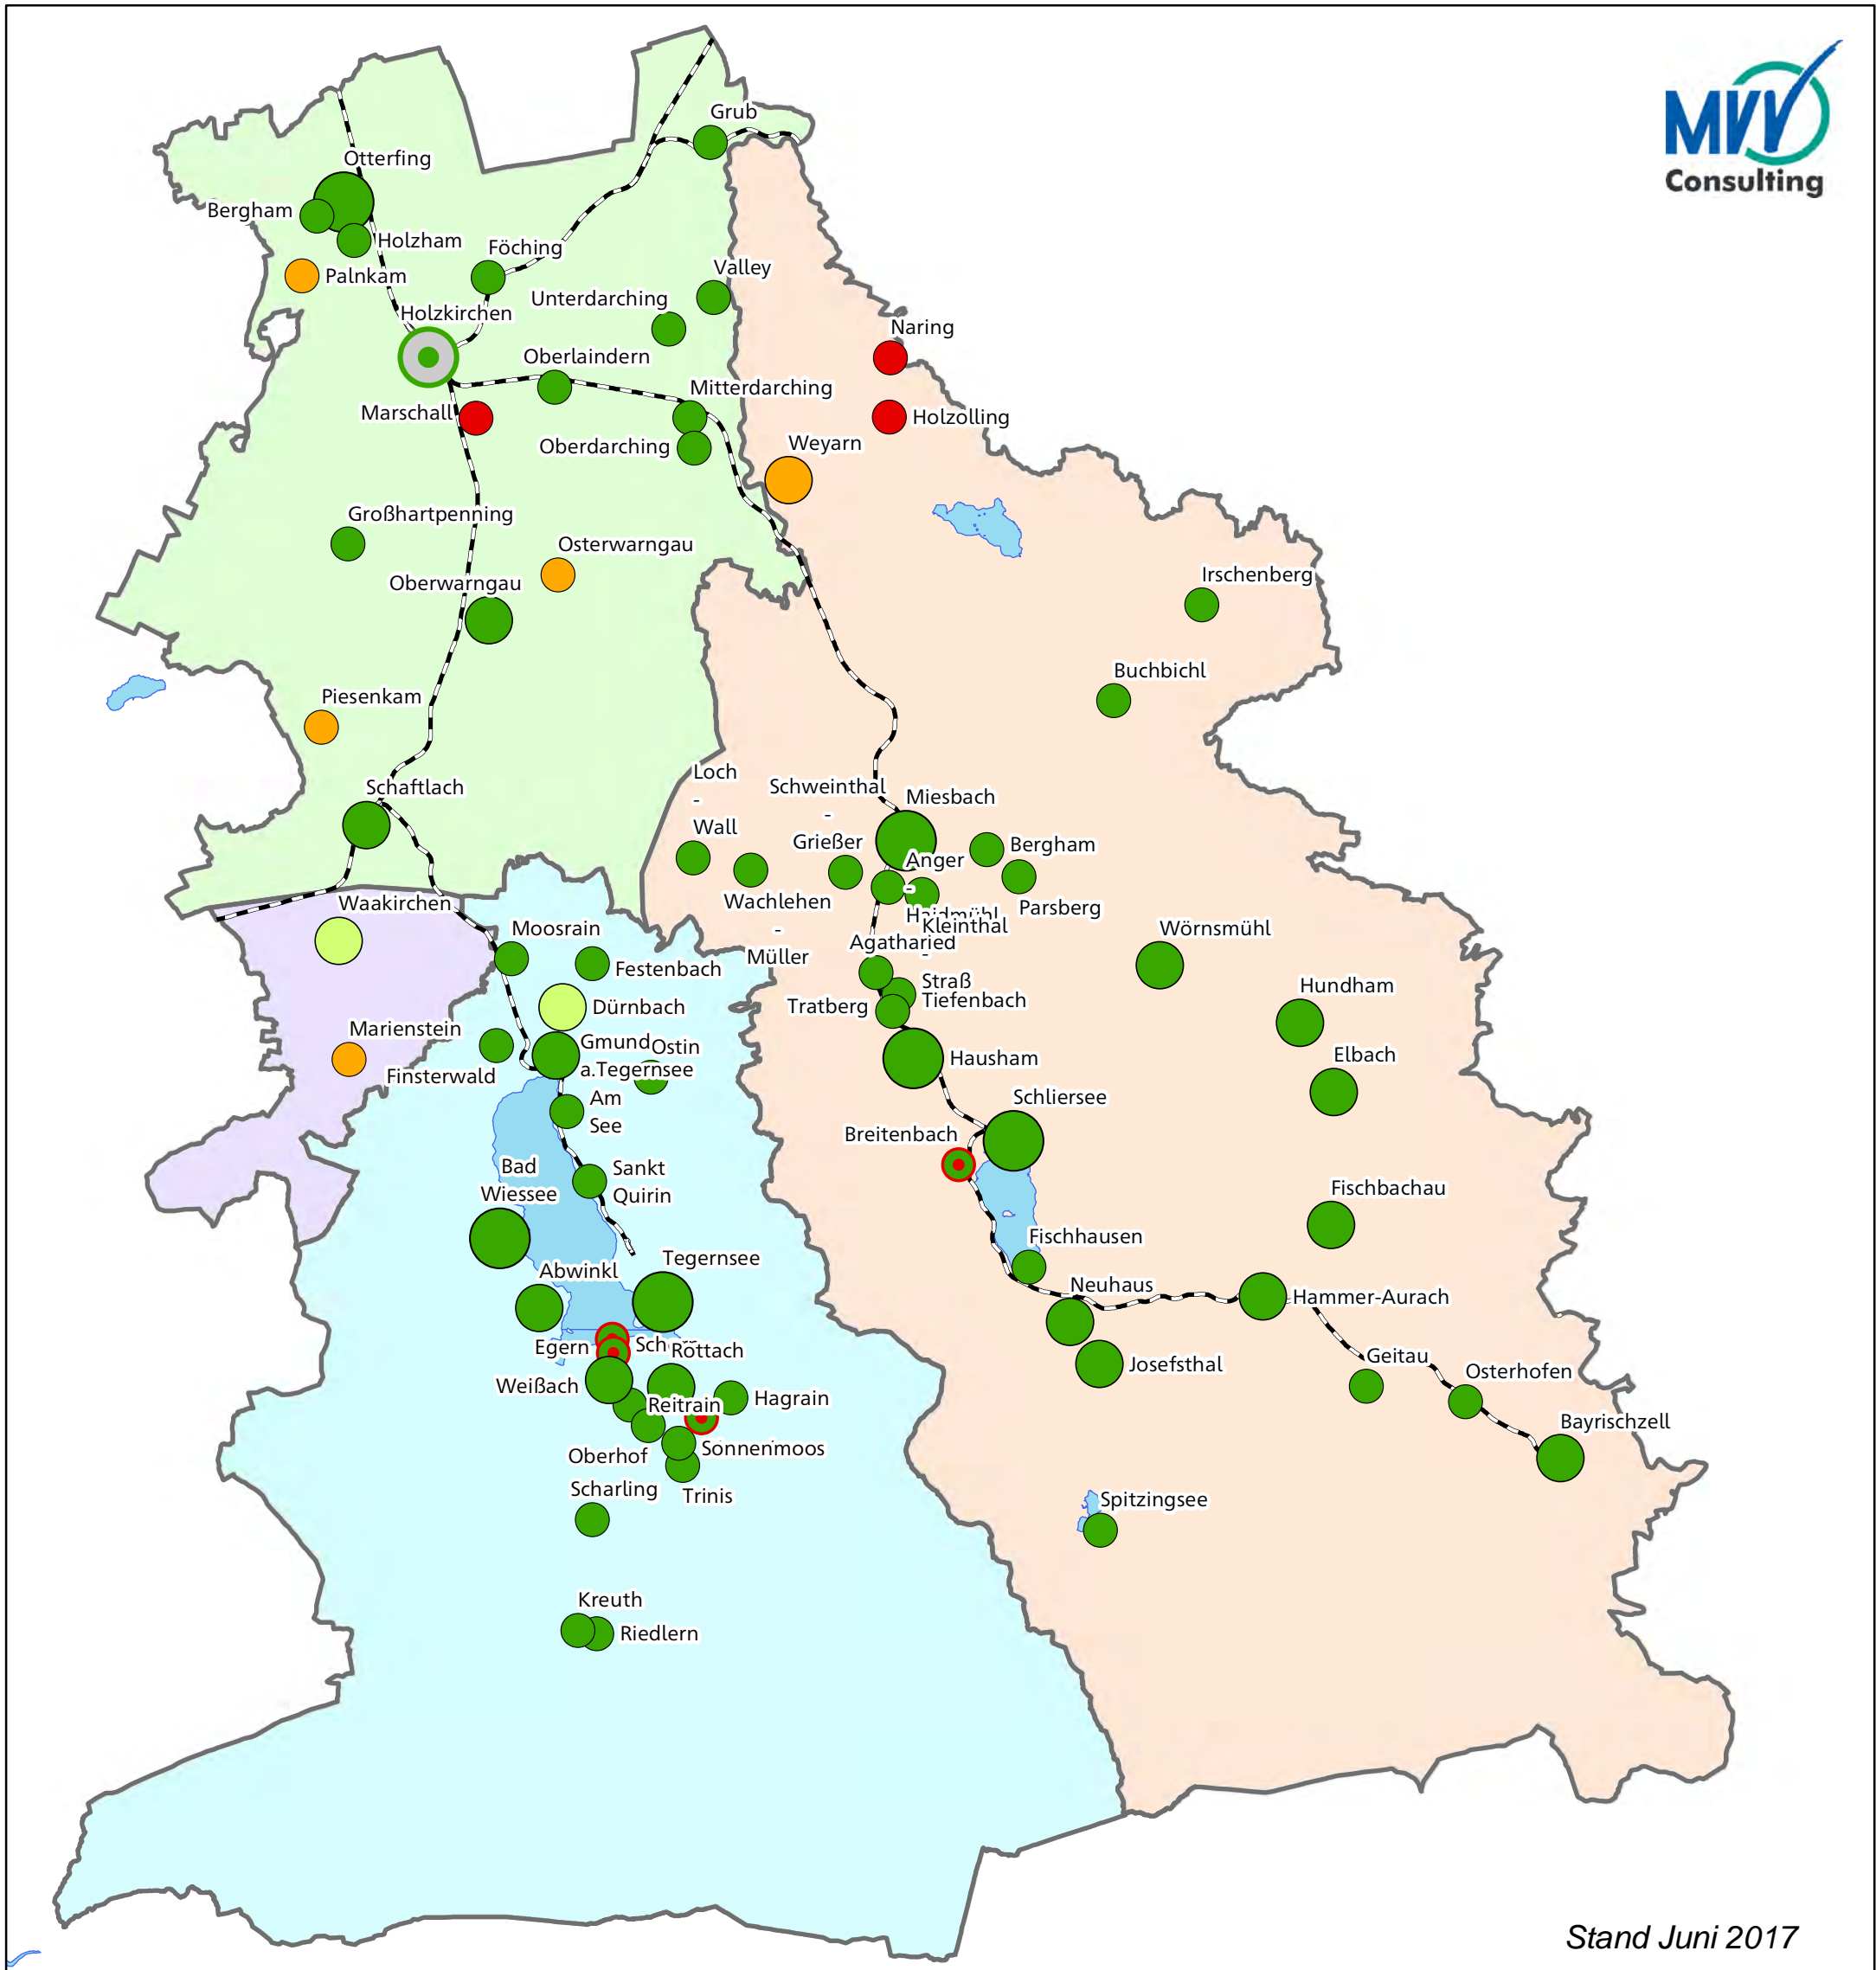 MVV
Consulting
Grub
Otterfing
Bergham
Holzham
Föching
Palnkam
Valley
Unterdarching
Holzkirchen
Naring
Oberlaindern
Mitterdarching
Marschall
Holzolling
Oberdarching
Weyarn
Großhartpenning
Osterwarngau
Oberwarngau
Irschenberg
Buchbichl
Piesenkam
Schaftlach
Loch
-
Wall
Schweinthal
-
Grießer
Miesbach
Anger
-
Haidmühl
Bergham
Parsberg
Wachlehen
-
Müller
Kleinthal
-
Straß
Waakirchen
Moosrain
Festenbach
Agatharied
Wörnsmühl
Tiefenbach
Tratberg
Hundham
Dürnbach
Marienstein
Finsterwald
Gmund
a.Tegernsee
Ostin
Hausham
Elbach
Am
See
Schliersee
Breitenbach
Bad
Wiessee
Sankt
Quirin
Fischbachau
Fischhausen
Tegernsee
Abwinkl
Neuhaus
Hammer-Aurach
Egern
Rottach
Josefsthal
Geitau
Osterhofen
Weißach
Reitrain
Hagrain
Bayrischzell
Oberhof
Sonnenmoos
Scharling
Trinis
Spitzingsee
Kreuth
Riedlern
Stand Juni 2017